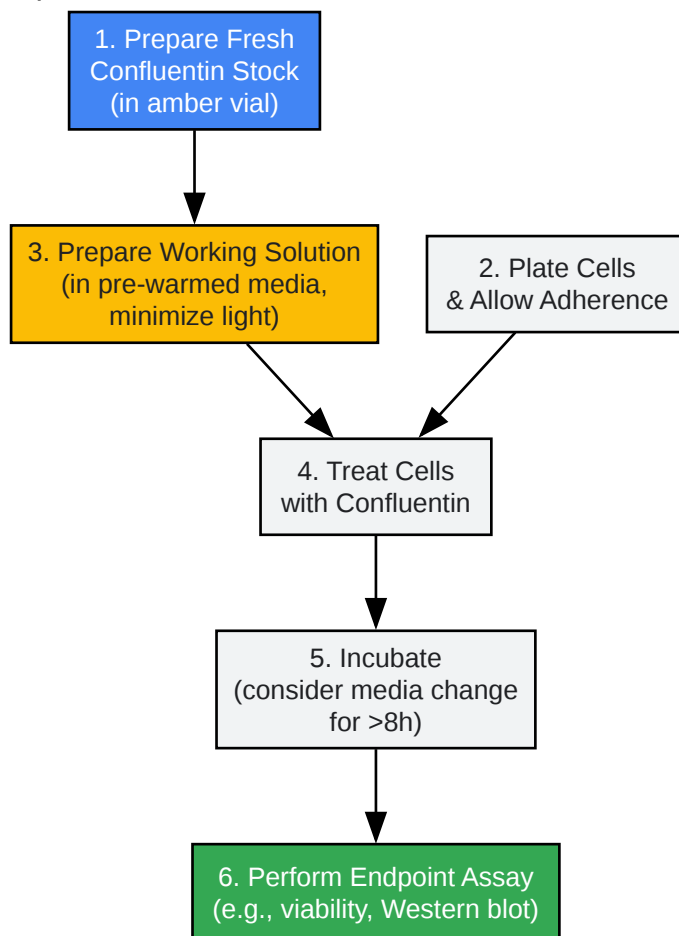 1. Prepare Fresh
Confluentin Stock
(in amber vial)
3. Prepare Working Solution
(in pre-warmed media,
minimize light)
2. Plate Cells
& Allow Adherence
4. Treat Cells
with Confluentin
5. Incubate
(consider media change
for >8h)
6. Perform Endpoint Assay
(e.g., viability, Western blot)